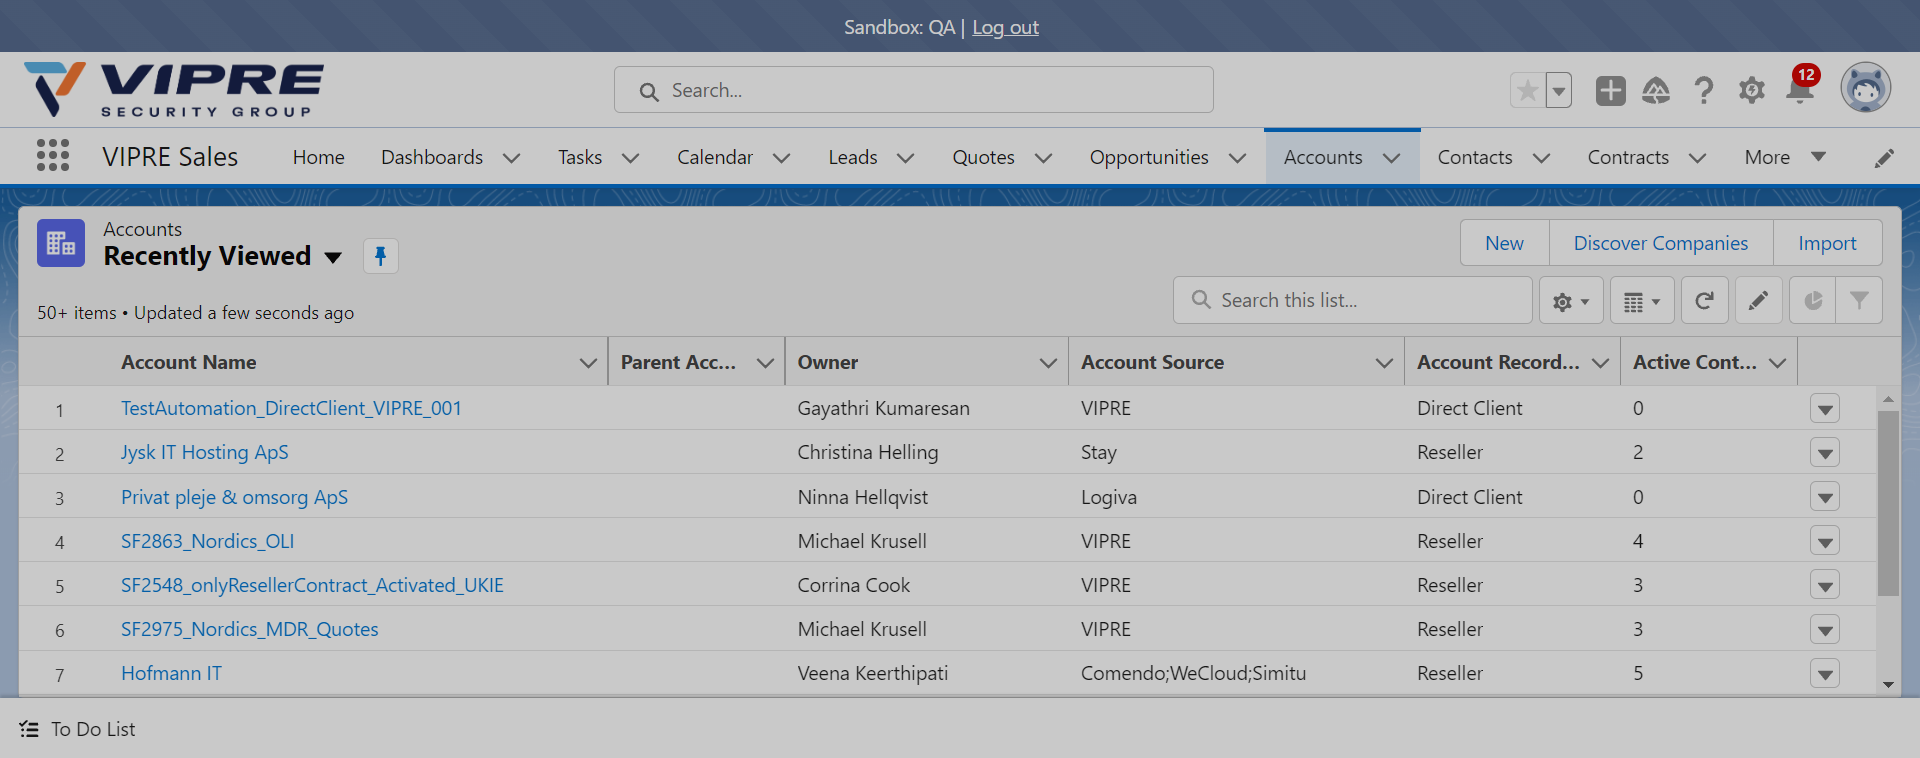 Sandbox: QA | Log out
VIPRE
SECURITY GROUP
Search...
12
VIPRE Sales
Home
Dashboards
Tasks
Calendar
Leads
Quotes
Opportunities
Accounts
Contacts
Contracts
More
Accounts
Recently Viewed
New
Discover Companies
Import
50+ items • Updated a few seconds ago
Search this list...
Account Name Parent Acc... Owner Account Source Account Record... Active Cont...
1 TestAutomation_DirectClient_VIPRE_001 Gayathri Kumaresan VIPRE Direct Client 0
2 Jysk IT Hosting ApS Christina Helling Stay Reseller 2
3 Privat pleje & omsorg ApS Ninna Hellqvist Logiva Direct Client 0
4 SF2863_Nordics_OLI Michael Krusell VIPRE Reseller 4
5 SF2548_onlyResellerContract_Activated_UKIE Corrina Cook VIPRE Reseller 3
6 SF2975_Nordics_MDR_Quotes Michael Krusell VIPRE Reseller 3
7 Hofmann IT Veena Keerthipati Comendo;WeCloud;Simitu Reseller 5
To Do List